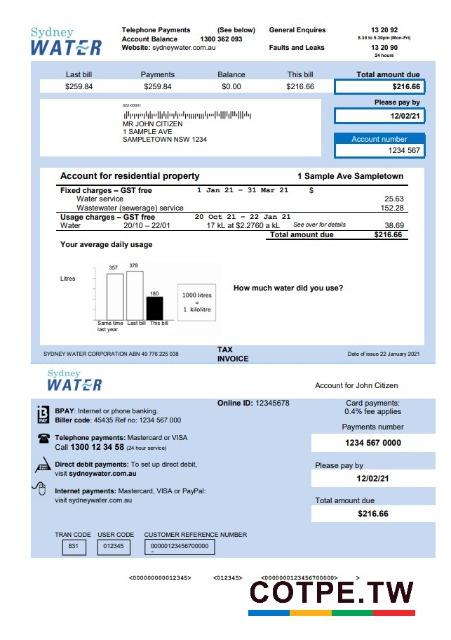 Sydney
WATER
Telephone Payments (See below)
Account Balance 1300 362 093
Website: sydneywater.com.au
General Enquires 13 20 92
8.30 to 5.30pm (Mon-Fri)
Faults and Leaks 13 20 90
24 hours
Last bill Payments Balance This bill Total amount due
$259.84 $259.84 $0.00 $216.66 $216.66
Please pay by
12/02/21
Account number
1234 567
MR JOHN CITIZEN
1 SAMPLE AVE
SAMPLETOWN NSW 1234
Account for residential property 1 Sample Ave Sampletown
Fixed charges – GST free 1 Jan 21 – 31 Mar 21 $
Water service 25.63
Wastewater (sewerage) service 152.28
Usage charges – GST free 20 Oct 21 – 22 Jan 21
Water 20/10 – 22/01 17 kL at $2.2760 a kL See over for details 38.69
Total amount due $216.66
Your average daily usage
Litres
357 378 180
Same time last year
Last bill
This bill
1000 litres
=
1 kilolitre
How much water did you use?
SYDNEY WATER CORPORATION ABN 49 776 225 038
TAX
INVOICE
Date of issue 22 January 2021
Sydney
WATER
Account for John Citizen
Online ID: 12345678
Card payments:
0.4% fee applies
BPAY: Internet or phone banking.
Biller code: 45435 Ref no: 1234 567 000
Payments number
1234 567 0000
Telephone payments: Mastercard or VISA
Call 1300 12 34 58 (24 hour service)
Direct debit payments: To set up direct debit,
visit sydneywater.com.au
Please pay by
12/02/21
Internet payments: Mastercard, VISA or PayPal:
visit sydneywater.com.au
Total amount due
$216.66
TRAN CODE USER CODE CUSTOMER REFERENCE NUMBER
831 012345 00000123456700000
<000000000012345> <012345> <0000000123456700000> >
COTPE.TW